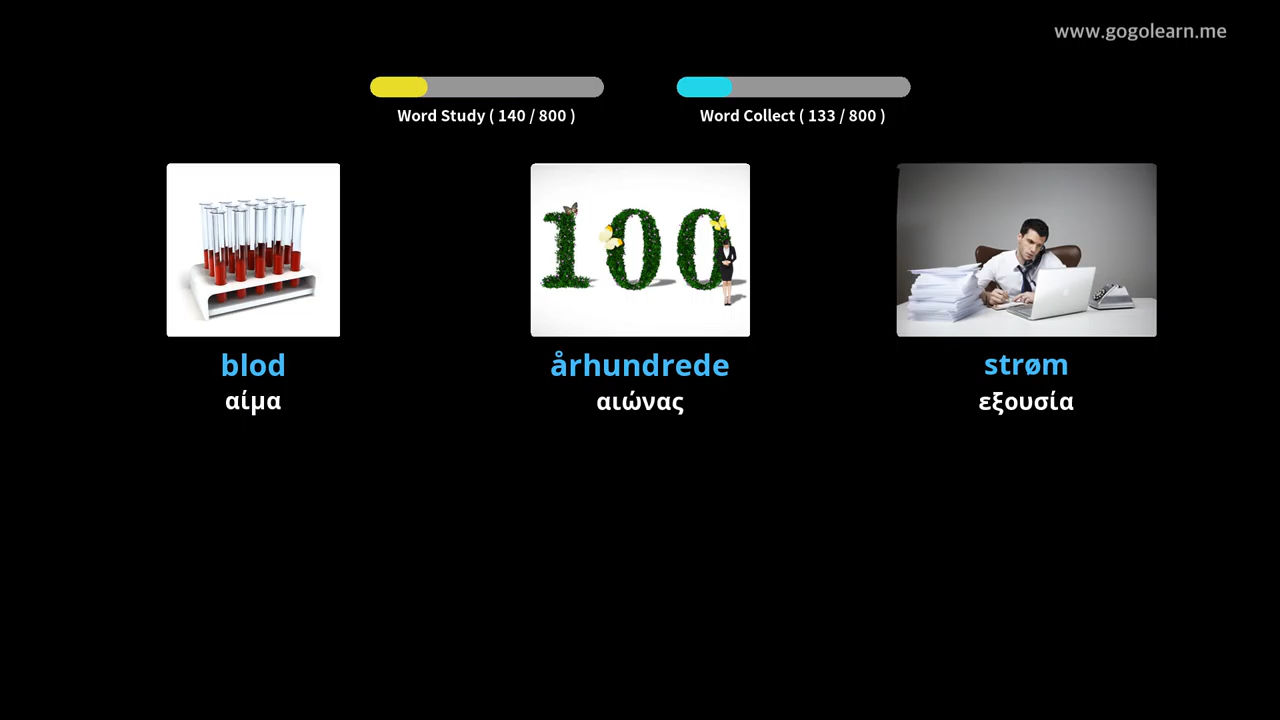 www.gogolearn.me
Word Study ( 140 / 800 )
Word Collect ( 133 / 800 )
100
blod
århundrede
strøm
αίμα
αιώνας
εξουσία